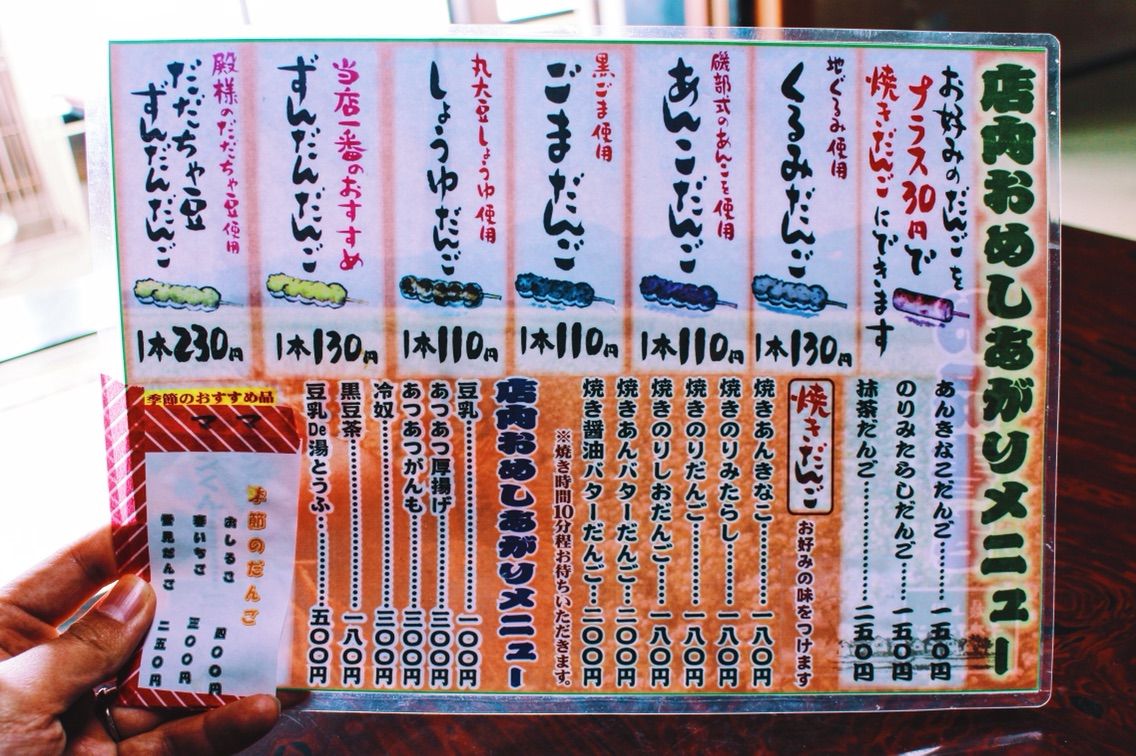 店内おめしあがりメニュー
お好みのだんごを
プラス30円で
焼きだんごにできます
地ぐるみ使用
くるみだんご
1本130円
磯部式のあんこを使用
あんこだんご
1本110円
黒ごま使用
ごまだんご
1本110円
丸大豆しょうゆ使用
しょうゆだんご
1本110円
当店一番のおすすめ
ずんだんだんご
1本130円
殿様のだだちゃ豆使用
だだちゃ豆
ずんだんだんご
1本230円
あんきなこだんご……一五〇円
のりみたらしだんご……一五〇円
抹茶だんご……二五〇円
焼きだんご
お好みの味をつけます
焼きあんきなこ……一八〇円
焼きのりみたらし……一八〇円
焼きのりだんご……一八〇円
焼きのりしおだんご……一八〇円
焼きあんバターだんご……二〇〇円
焼き醤油バターだんご……二〇〇円
※焼き時間10分程お待ちいただきます。
店内おめしあがりメニュー
豆乳……一〇〇円
あつあつ厚揚げ……三〇〇円
あつあつがんも……三〇〇円
冷奴……三〇〇円
黒豆茶……一八〇円
豆乳De湯とうふ……五〇〇円
季節のおすすめ品
季節のだんご
おしるこ 四〇〇円
春いちご 三〇〇円
雪見だんご 二五〇円